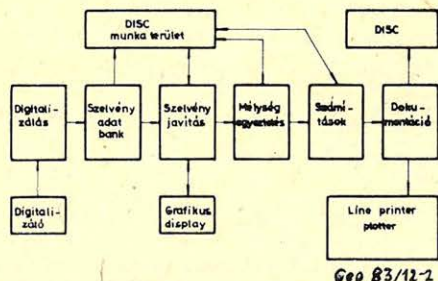 DISC
munka terület
DISC
Digitali-
zálás
Szelvény
adat
bank
Szelvény
javítás
Mélység
egyeztetés
Számí-
tások
Doku-
mentáció
Digitali-
záló
Grafikus
display
Line printer
plotter
Geo 83/12-2